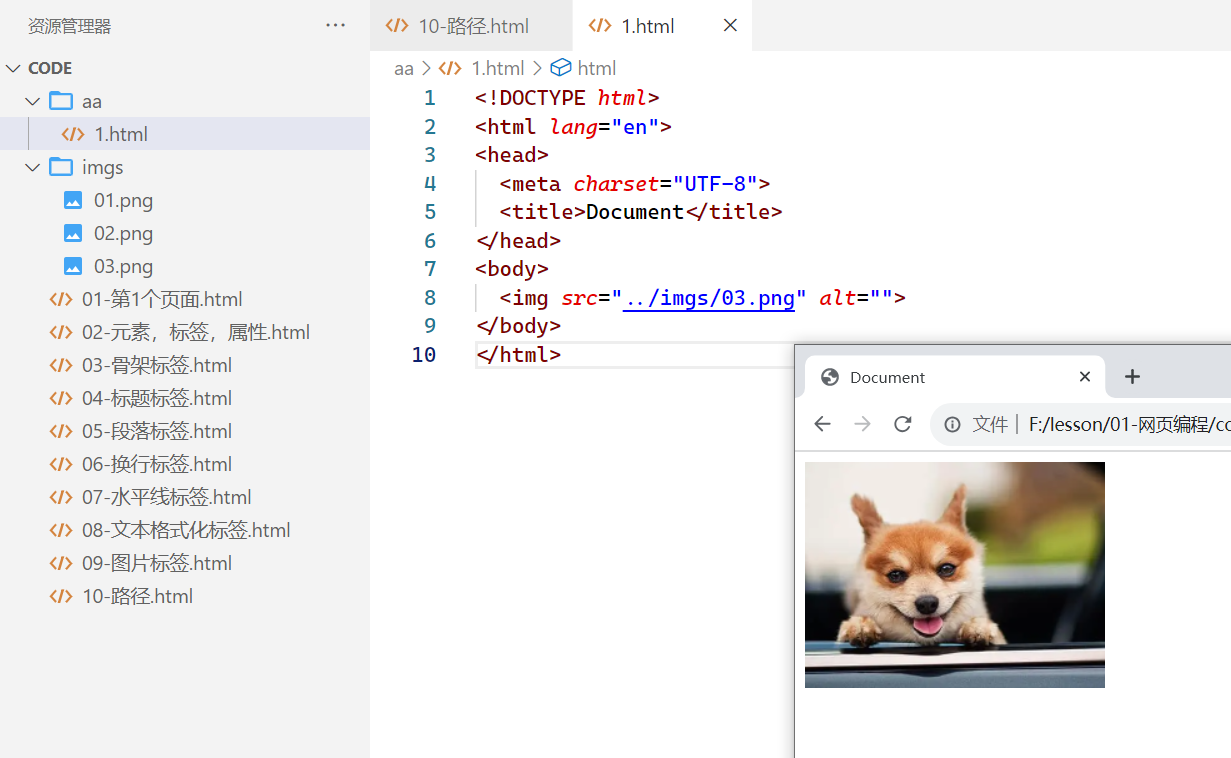 资源管理器 ···
CODE
aa
1.html
imgs
01.png
02.png
03.png
01-第1个页面.html
02-元素，标签，属性.html
03-骨架标签.html
04-标题标签.html
05-段落标签.html
06-换行标签.html
07-水平线标签.html
08-文本格式化标签.html
09-图片标签.html
10-路径.html
10-路径.html 1.html
aa > 1.html > html
1 <!DOCTYPE html>
2 <html lang="en">
3 <head>
4 <meta charset="UTF-8">
5 <title>Document</title>
6 </head>
7 <body>
8 <img src="../imgs/03.png" alt="">
9 </body>
10 </html>
Document
文件 | F:/lesson/01-网页编程/co